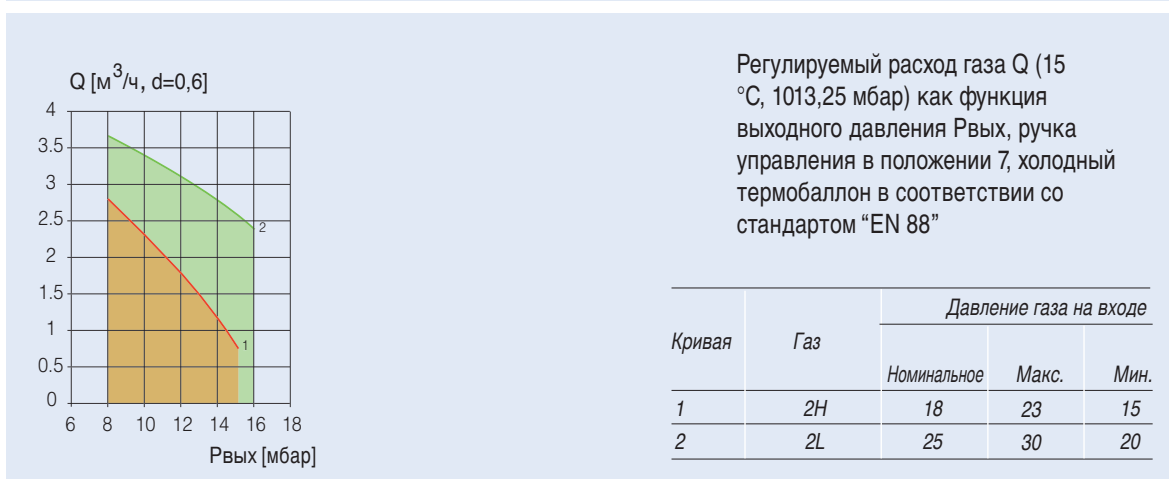 Q [м3/ч, d=0,6]
4
3.5
3
2.5
2
1.5
1
0.5
0
2
1
6 8 10 12 14 16 18
Рвых [мбар]
Регулируемый расход газа Q (15
°C, 1013,25 мбар) как функция
выходного давления Рвых, ручка
управления в положении 7, холодный
термобаллон в соответствии со
стандартом “EN 88”
Давление газа на входе
Кривая Газ
Номинальное Макс. Мин.
1 2H 18 23 15
2 2L 25 30 20